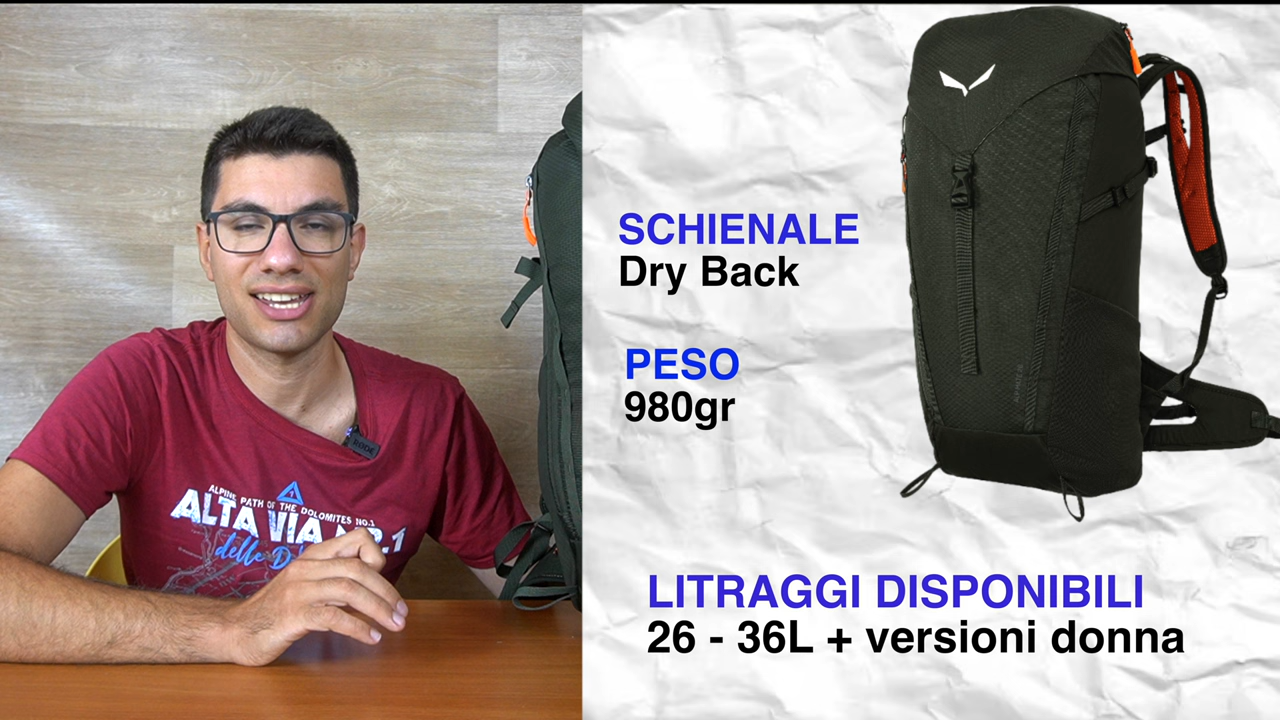 ALPINE PATH OF THE DOLOMITES NO.1
ALTA VIA
delle
RODE
SCHIENALE
Dry Back
PESO
980gr
LITRAGGI DISPONIBILI
26 - 36L + versioni donna